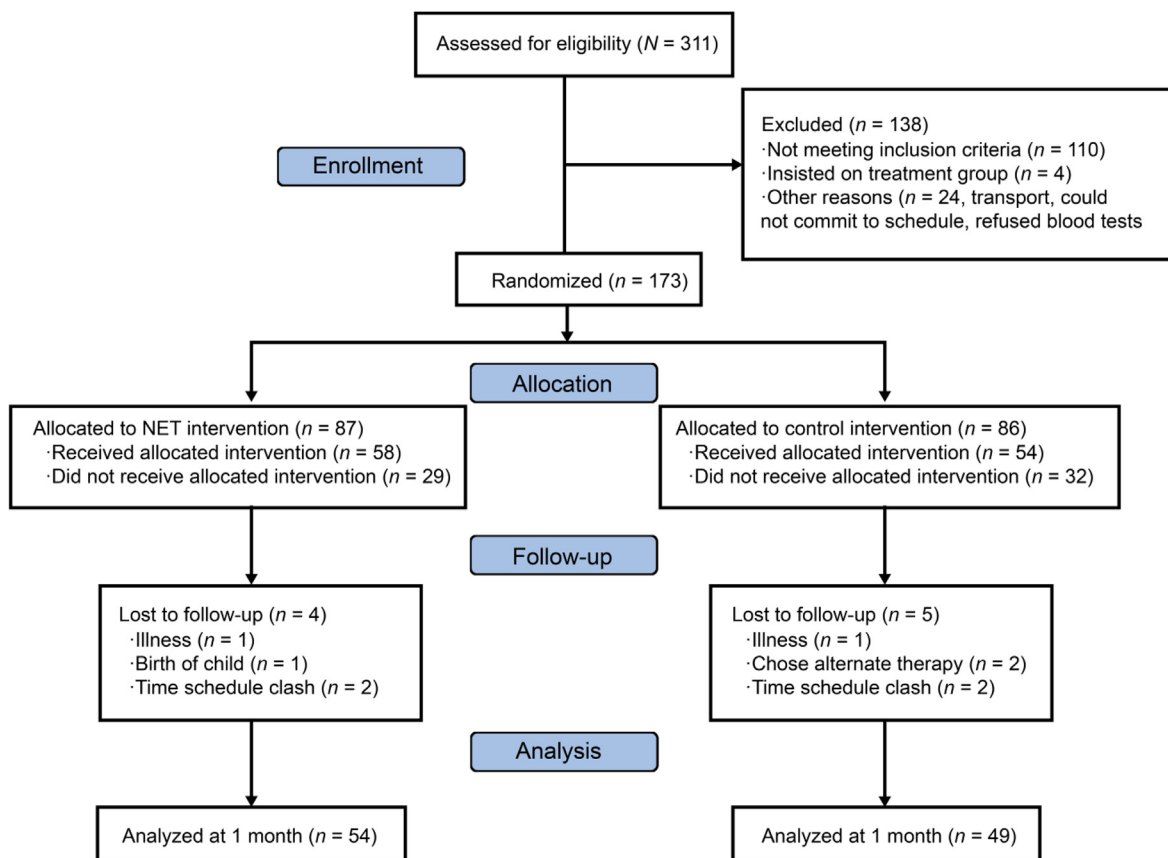 Assessed for eligibility (N = 311)
Excluded (n = 138)
·Not meeting inclusion criteria (n = 110)
·Insisted on treatment group (n = 4)
·Other reasons (n = 24, transport, could
not commit to schedule, refused blood tests
Enrollment
Randomized (n = 173)
Allocation
Allocated to NET intervention (n = 87)
·Received allocated intervention (n = 58)
·Did not receive allocated intervention (n = 29)
Allocated to control intervention (n = 86)
·Received allocated intervention (n = 54)
·Did not receive allocated intervention (n = 32)
Follow-up
Lost to follow-up (n = 4)
·Illness (n = 1)
·Birth of child (n = 1)
·Time schedule clash (n = 2)
Lost to follow-up (n = 5)
·Illness (n = 1)
·Chose alternate therapy (n = 2)
·Time schedule clash (n = 2)
Analysis
Analyzed at 1 month (n = 54)
Analyzed at 1 month (n = 49)